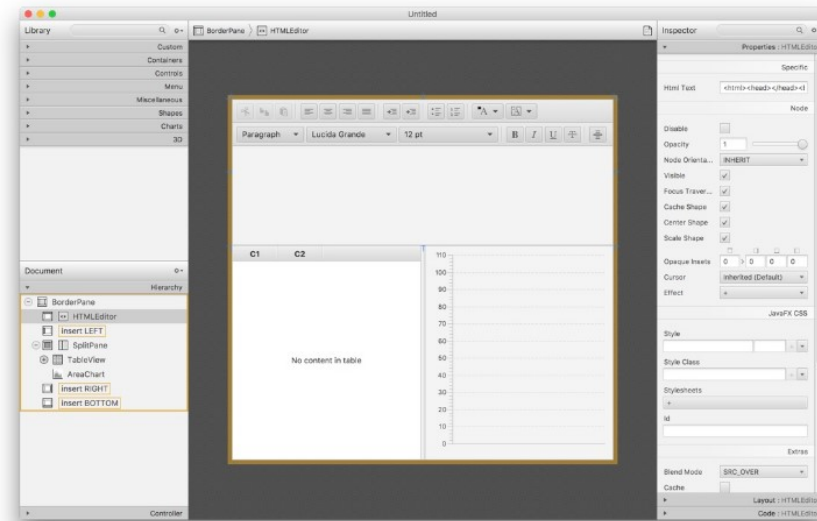 Untitled
Library
BorderPane
HTMLEditor
Inspector
Custom
Containers
Controls
Menu
Miscellaneous
Shapes
Charts
3D
Document
Hierarchy
BorderPane
HTMLEditor
insert LEFT
SplitPane
TableView
AreaChart
insert RIGHT
insert BOTTOM
Controller
Paragraph
Lucida Grande
12 pt
B I U
C1 C2
No content in table
110
100
90
80
70
60
50
40
30
20
10
0
Properties : HTMLEdito
Specific
Html Text <html><head></head><l
Node
Disable
Opacity 1
Node Orienta... INHERIT
Visible
Focus Traver...
Cache Shape
Center Shape
Scale Shape
Opaque Insets 0 0 0 0
Cursor Inherited (Default)
Effect +
JavaFX CSS
Style
Style Class
Stylesheets
+
Id
Extras
Blend Mode SRC_OVER
Cache
Layout : HTMLEdito
Code : HTMLEdito